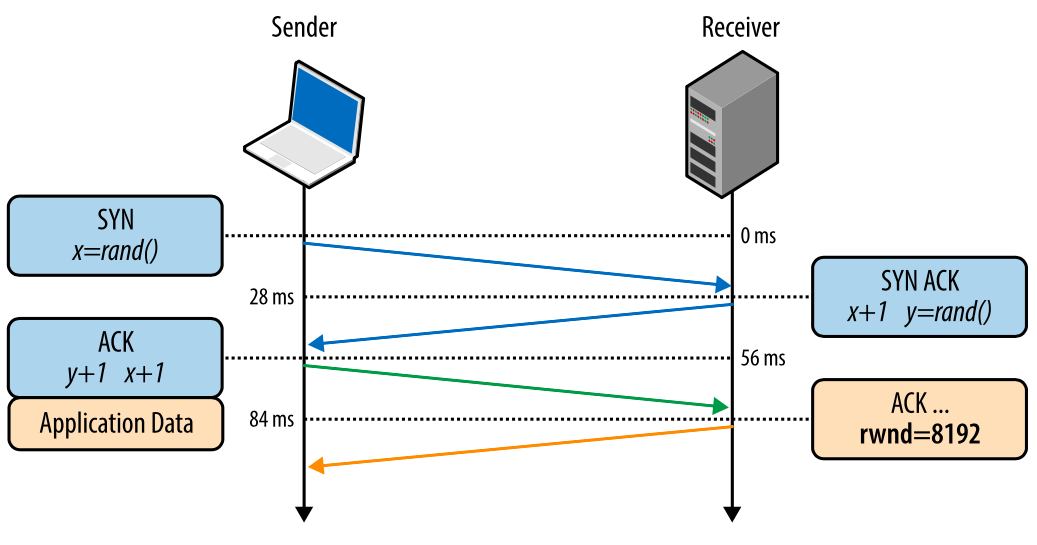 Sender
Receiver
SYN
x=rand()
0 ms
28 ms
SYN ACK
x+1 y=rand()
ACK
y+1 x+1
56 ms
Application Data
84 ms
ACK ...
rwnd=8192